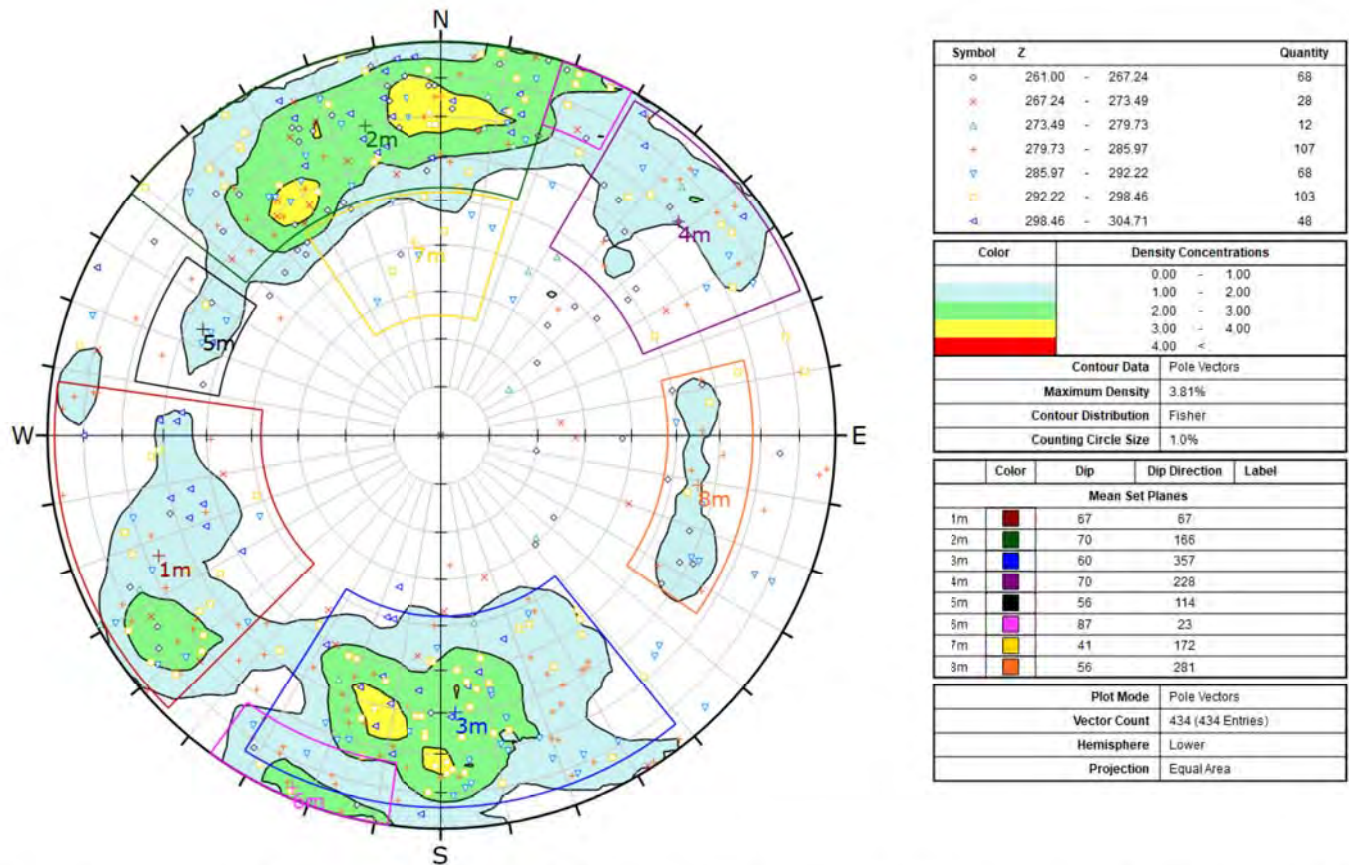 N
2m
4m
7m
5m
W
E
8m
1m
3m
6m
S
Symbol Z Quantity
261.00 - 267.24 68
267.24 - 273.49 28
273.49 - 279.73 12
279.73 - 285.97 107
285.97 - 292.22 68
292.22 - 298.46 103
298.46 - 304.71 48
Color Density Concentrations
0.00 - 1.00
1.00 - 2.00
2.00 - 3.00
3.00 - 4.00
4.00 <
Contour Data Pole Vectors
Maximum Density 3.81%
Contour Distribution Fisher
Counting Circle Size 1.0%
Color Dip Dip Direction Label
Mean Set Planes
1m 67 67
2m 70 166
3m 60 357
4m 70 228
5m 56 114
6m 87 23
7m 41 172
8m 56 281
Plot Mode Pole Vectors
Vector Count 434 (434 Entries)
Hemisphere Lower
Projection Equal Area